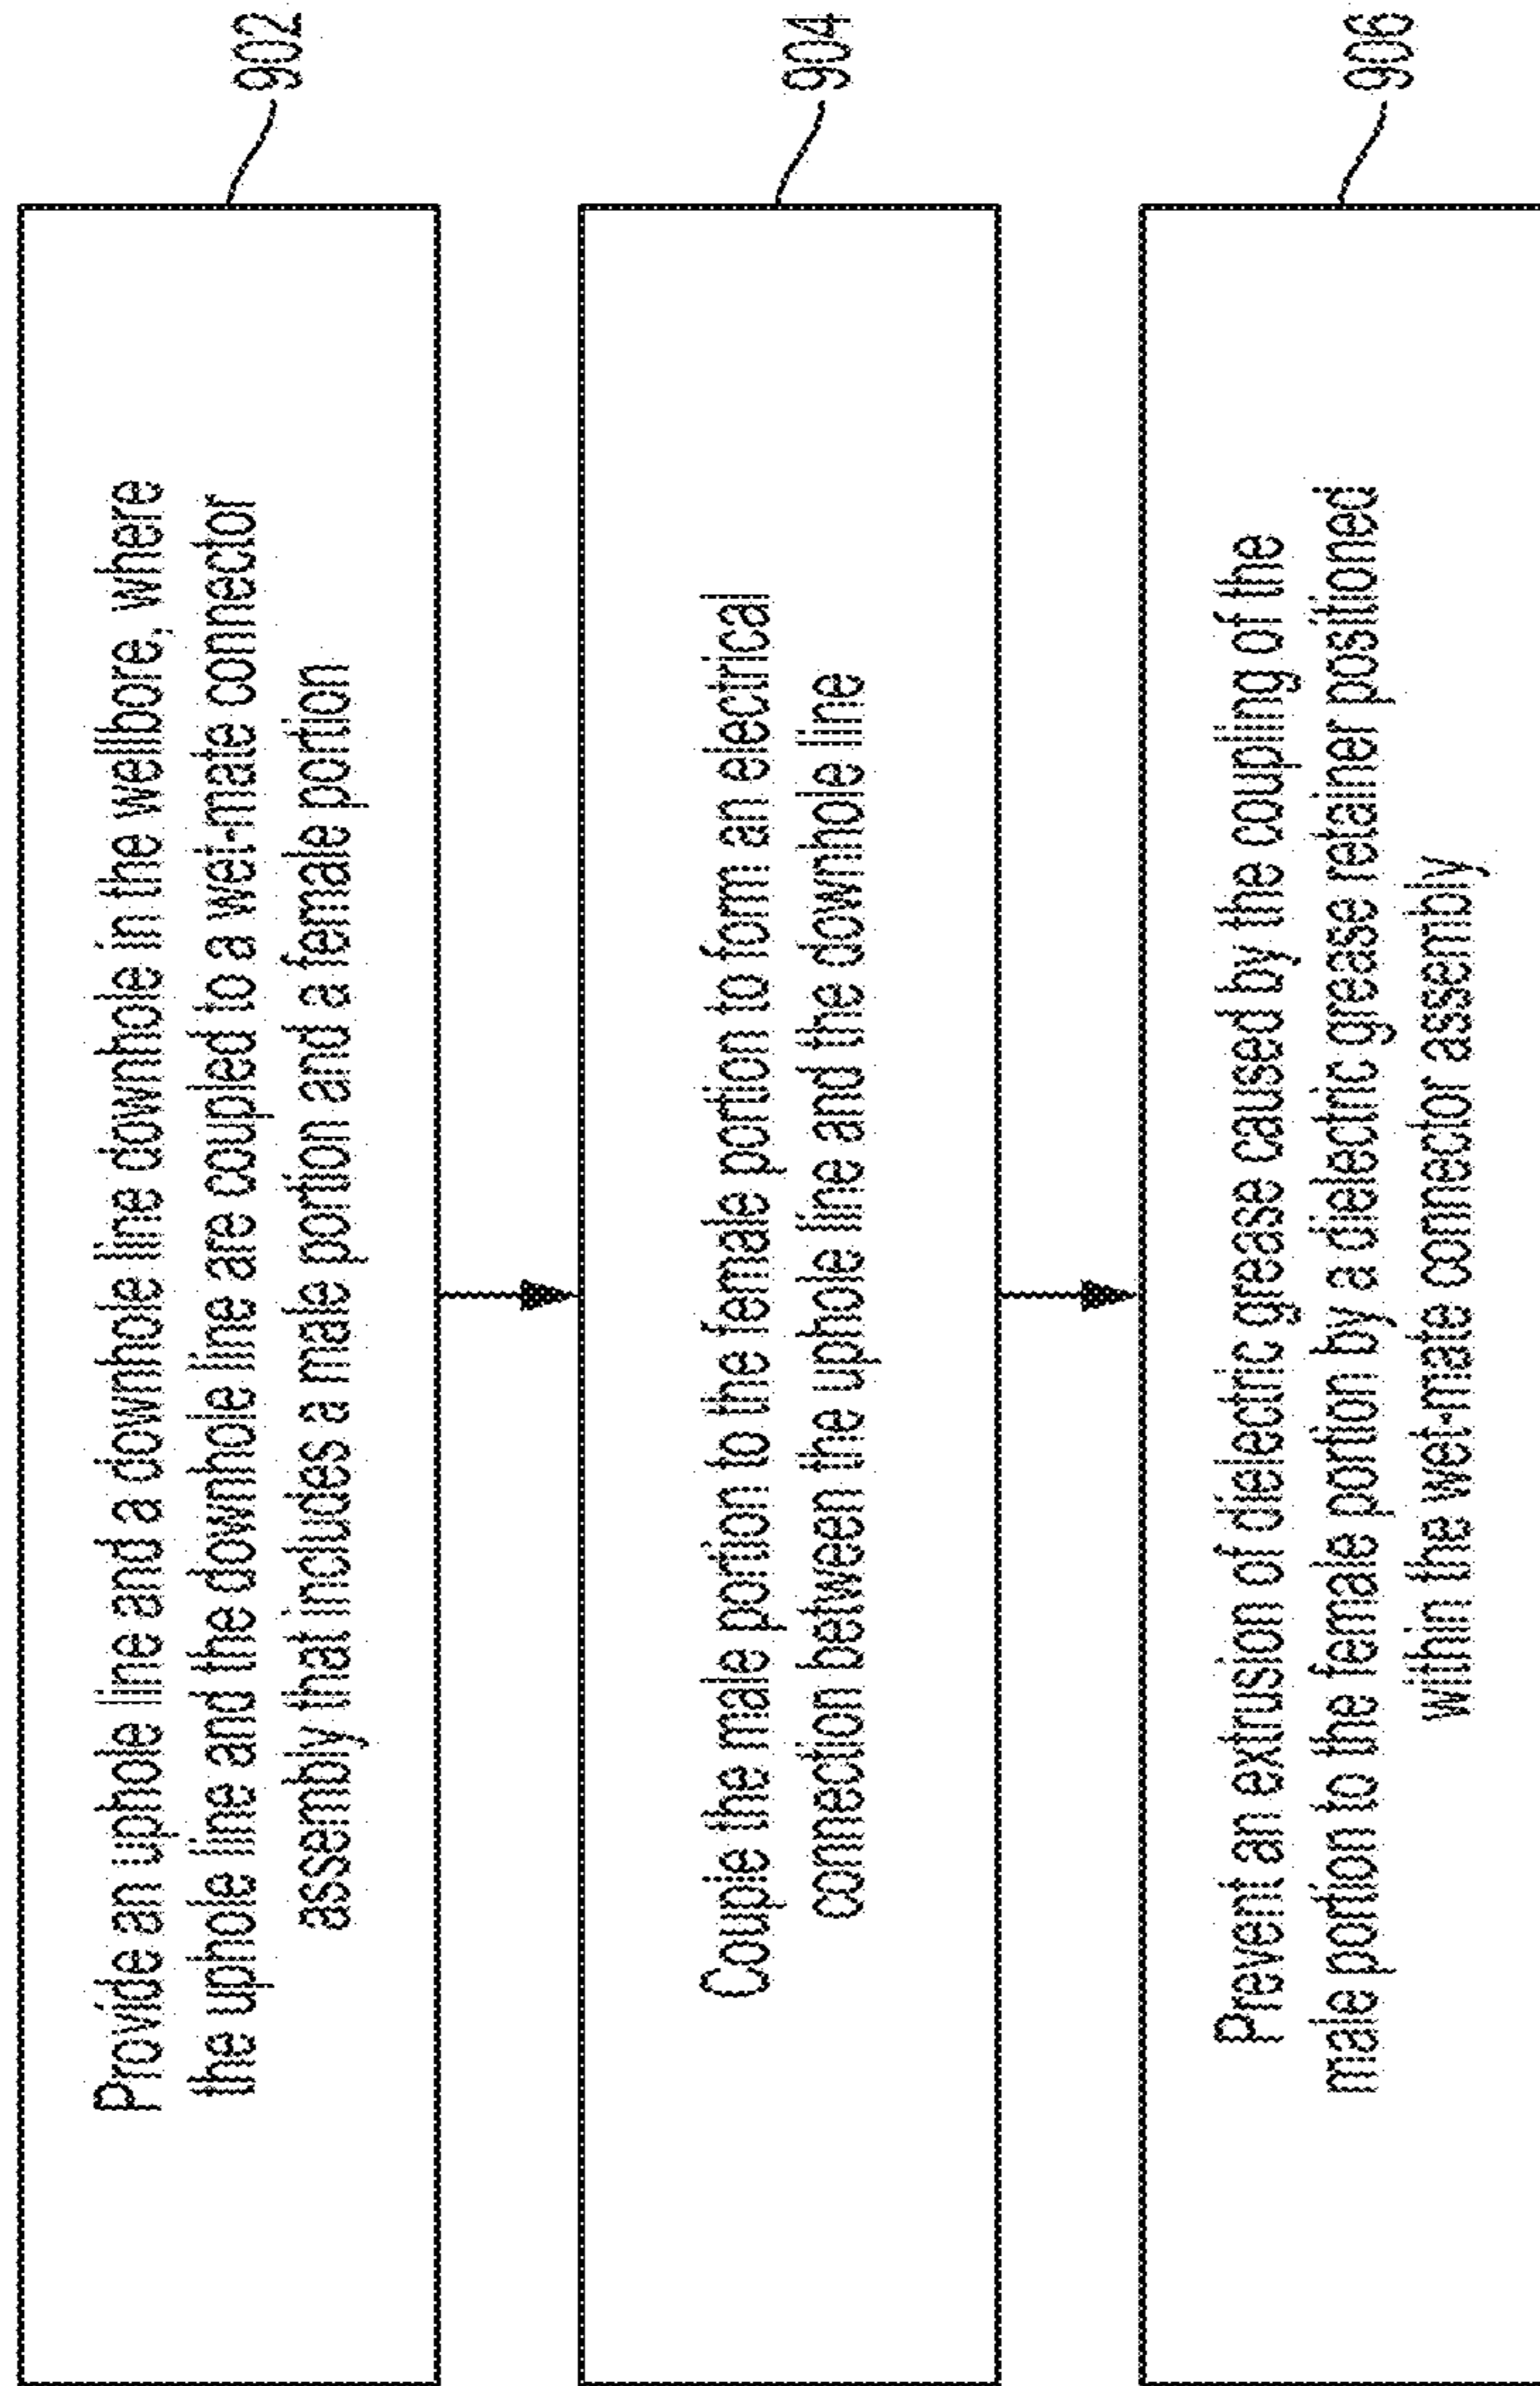 Provide an uphole line and a downhole line downhole in the wellbore, where
the uphole line and the downhole line are coupled to a wet-mate connector
assembly that includes a male portion and a female portion
902
Couple the male portion to the female portion to form an electrical
connection between the uphole line and the downhole line
904
Prevent an extrusion of dielectric grease caused by the coupling of the
male portion to the female portion by a dielectric grease retainer positioned
within the wet-mate connector assembly
906